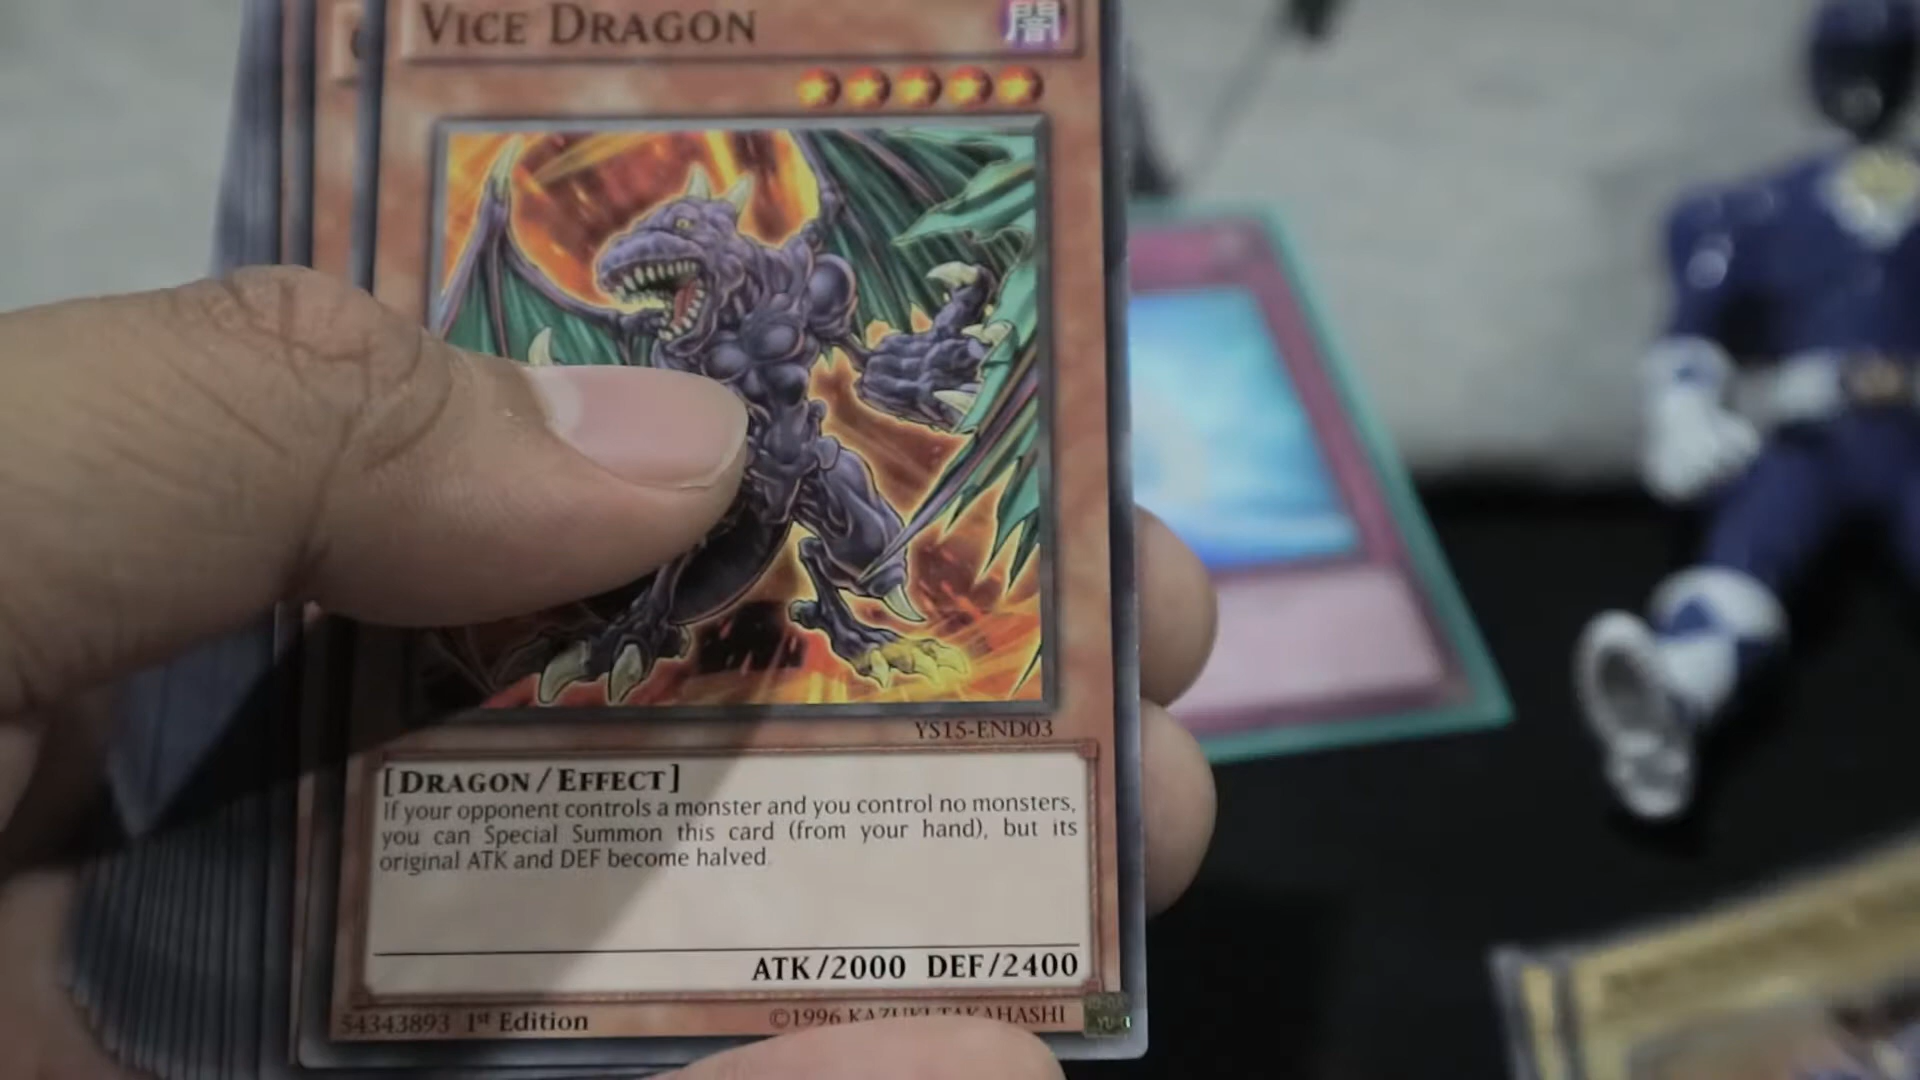 VICE DRAGON
闇
YS15-END03
[DRAGON/EFFECT]
If your opponent controls a monster and you control no monsters,
you can Special Summon this card (from your hand), but its
original ATK and DEF become halved.
ATK/2000 DEF/2400
54343893 1st Edition
©1996 KAZUKI TAKAHASHI